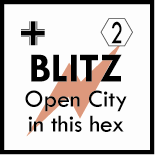 2
BLITZ
Open City
in this hex